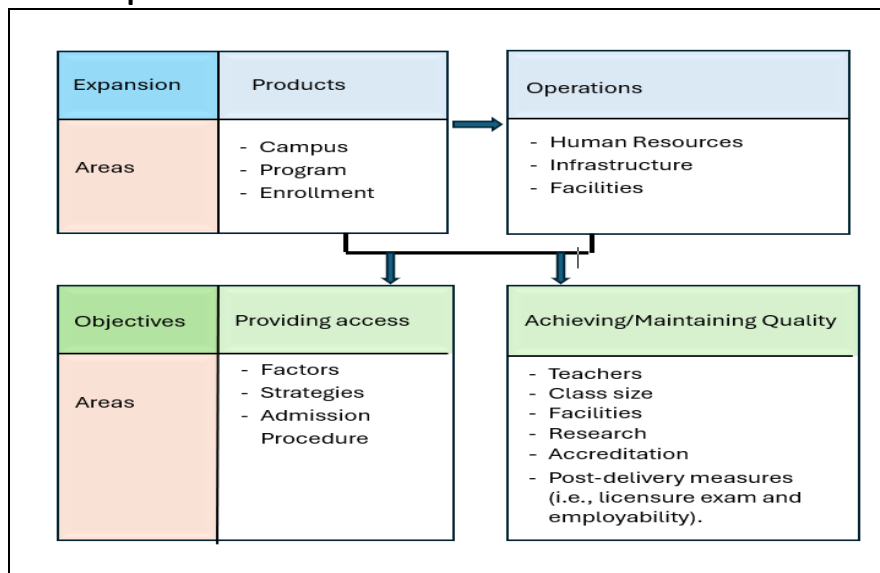 Expansion
Products
Operations
Areas
- Campus
- Program
- Enrollment
- Human Resources
- Infrastructure
- Facilities
Objectives
Providing access
Achieving/Maintaining Quality
Areas
- Factors
- Strategies
- Admission
Procedure
- Teachers
- Class size
- Facilities
- Research
- Accreditation
- Post-delivery measures
(i.e., licensure exam and
employability).